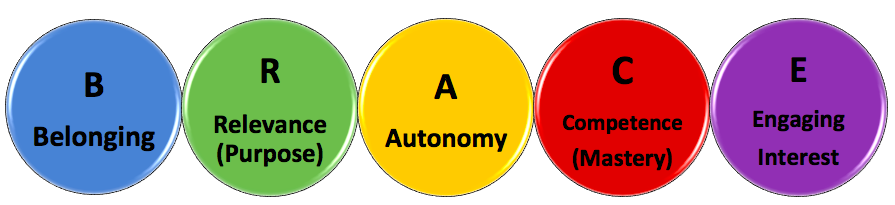 B
Belonging
R
Relevance
(Purpose)
A
Autonomy
C
Competence
(Mastery)
E
Engaging
Interest